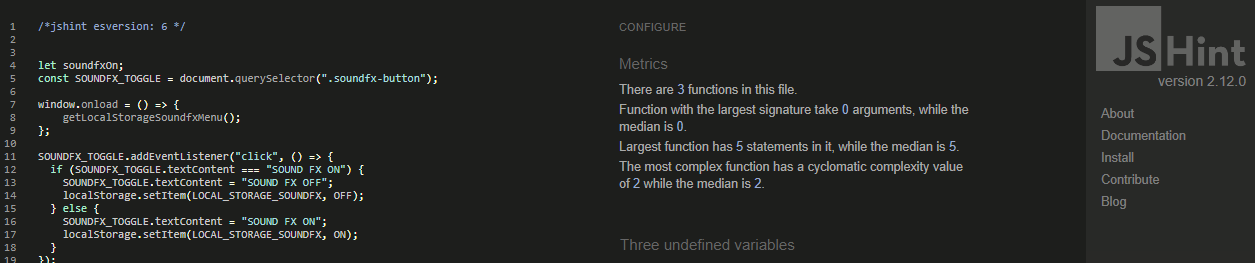 1 /*jshint esversion: 6 */
2
3
4 let soundfxOn;
5 const SOUNDFX_TOGGLE = document.querySelector(".soundfx-button");
6
7 window.onload = () => {
8 getLocalStorageSoundfxMenu();
9 };
10
11 SOUNDFX_TOGGLE.addEventListener("click", () => {
12 if (SOUNDFX_TOGGLE.textContent === "SOUND FX ON") {
13 SOUNDFX_TOGGLE.textContent = "SOUND FX OFF";
14 localStorage.setItem(LOCAL_STORAGE_SOUNDFX, OFF);
15 } else {
16 SOUNDFX_TOGGLE.textContent = "SOUND FX ON";
17 localStorage.setItem(LOCAL_STORAGE_SOUNDFX, ON);
18 }
19 });
CONFIGURE
Metrics
There are 3 functions in this file.
Function with the largest signature take 0 arguments, while the
median is 0.
Largest function has 5 statements in it, while the median is 5.
The most complex function has a cyclomatic complexity value
of 2 while the median is 2.
Three undefined variables
JSHint
version 2.12.0
About
Documentation
Install
Contribute
Blog